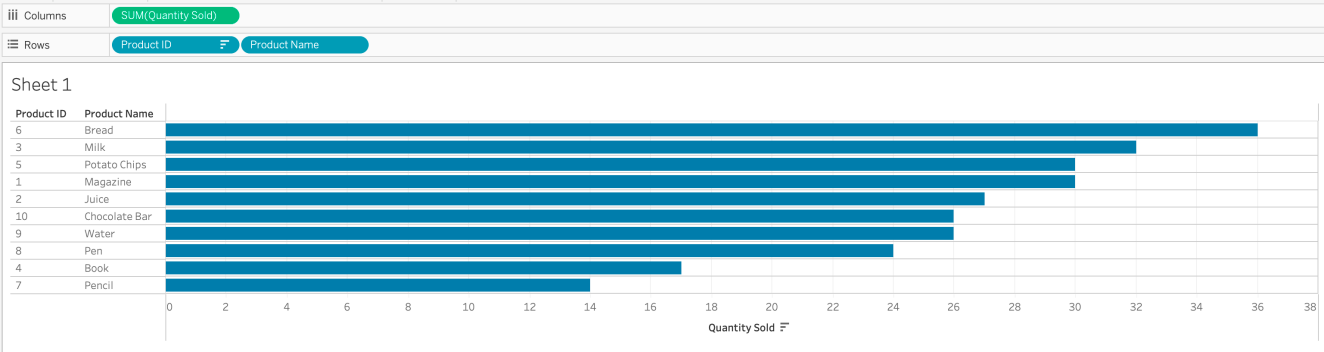 Columns SUM(Quantity Sold)
Rows Product ID Product Name
Sheet 1
Product ID Product Name
6 Bread
3 Milk
5 Potato Chips
1 Magazine
2 Juice
10 Chocolate Bar
9 Water
8 Pen
4 Book
7 Pencil
0 2 4 6 8 10 12 14 16 18 20 22 24 26 28 30 32 34 36 38
Quantity Sold